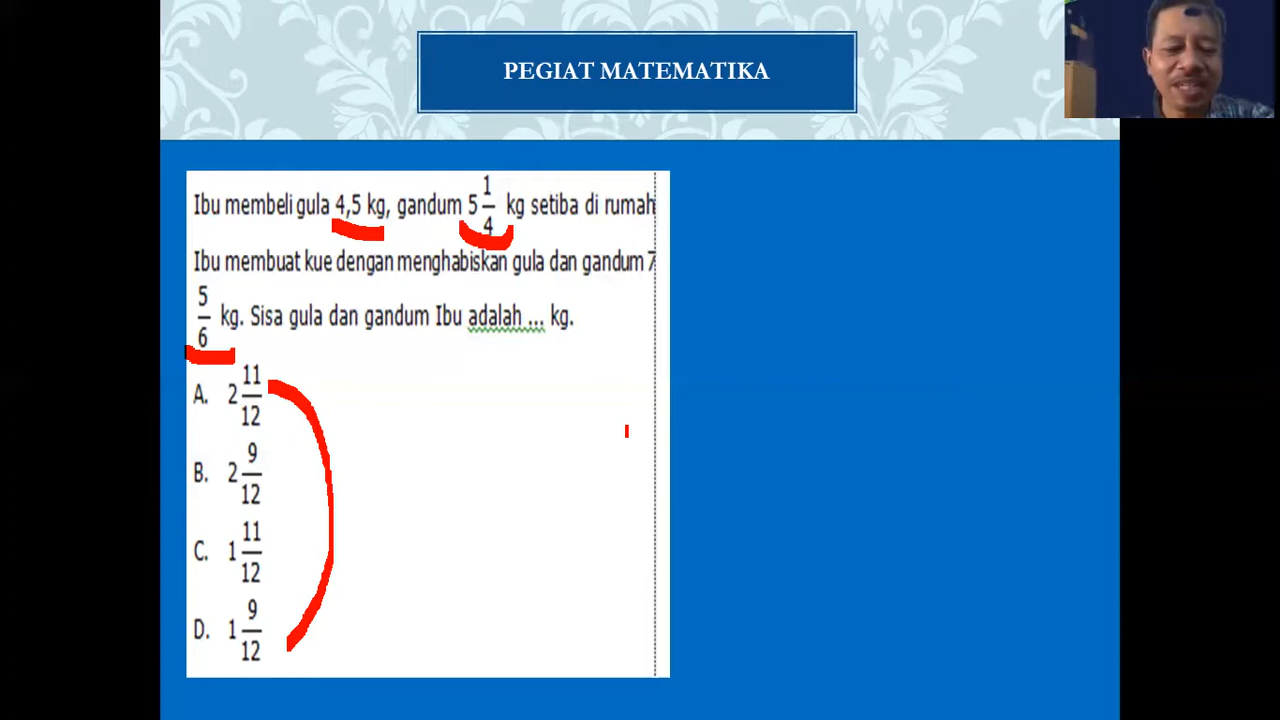 PEGIAT MATEMATIKA
Ibu membeli gula 4,5 kg, gandum 5 1/4 kg setiba di rumah
Ibu membuat kue dengan menghabiskan gula dan gandum 7
5/6 kg. Sisa gula dan gandum Ibu adalah ... kg.
A. 2 11/12
B. 2 9/12
C. 1 11/12
D. 1 9/12